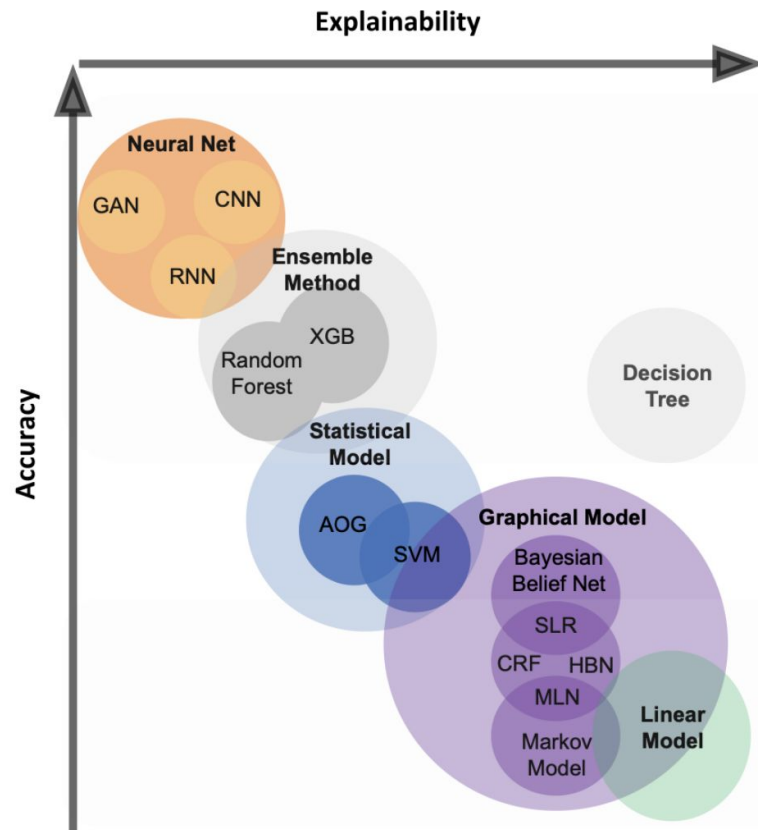 Explainability
Accuracy
Neural Net
GAN
CNN
RNN
Ensemble
Method
XGB
Random
Forest
Decision
Tree
Statistical
Model
AOG
SVM
Graphical Model
Bayesian
Belief Net
SLR
CRF
HBN
MLN
Markov
Model
Linear
Model